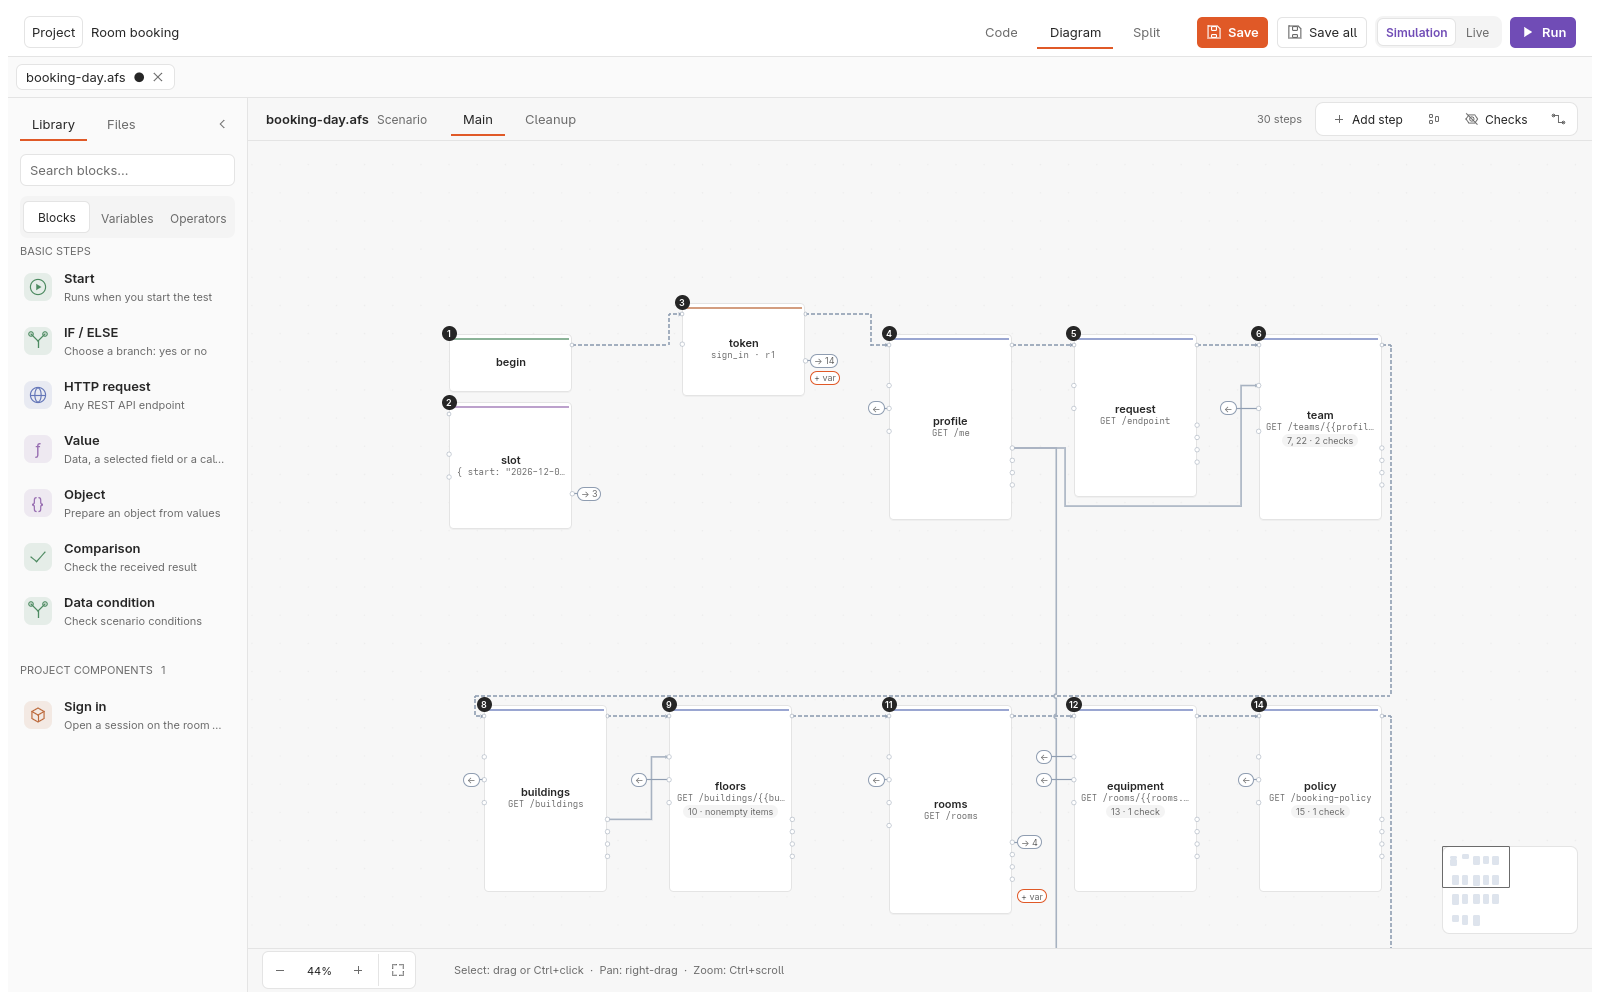 Project Room booking Code Diagram Split Save Save all Simulation Live Run
booking-day.afs
Library Files
booking-day.afs Scenario Main Cleanup 30 steps Add step Checks
Search blocks...
Blocks Variables Operators
BASIC STEPS
Start
Runs when you start the test
IF / ELSE
Choose a branch: yes or no
HTTP request
Any REST API endpoint
Value
Data, a selected field or a cal...
Object
Prepare an object from values
Comparison
Check the received result
Data condition
Check scenario conditions
PROJECT COMPONENTS 1
Sign in
Open a session on the room ...
1
begin
2
slot
{ start: "2026-12-0...
→ 3
3
token
sign_in · r1
→ 14
+ var
4
profile
GET /me
5
request
GET /endpoint
6
team
GET /teams/{{profil...
7, 22 · 2 checks
8
buildings
GET /buildings
9
floors
GET /buildings/{{bu...
10 · nonempty items
11
rooms
GET /rooms
→ 4
+ var
12
equipment
GET /rooms/{{rooms....
13 · 1 check
14
policy
GET /booking-policy
15 · 1 check
44%
Select: drag or Ctrl+click · Pan: right-drag · Zoom: Ctrl+scroll